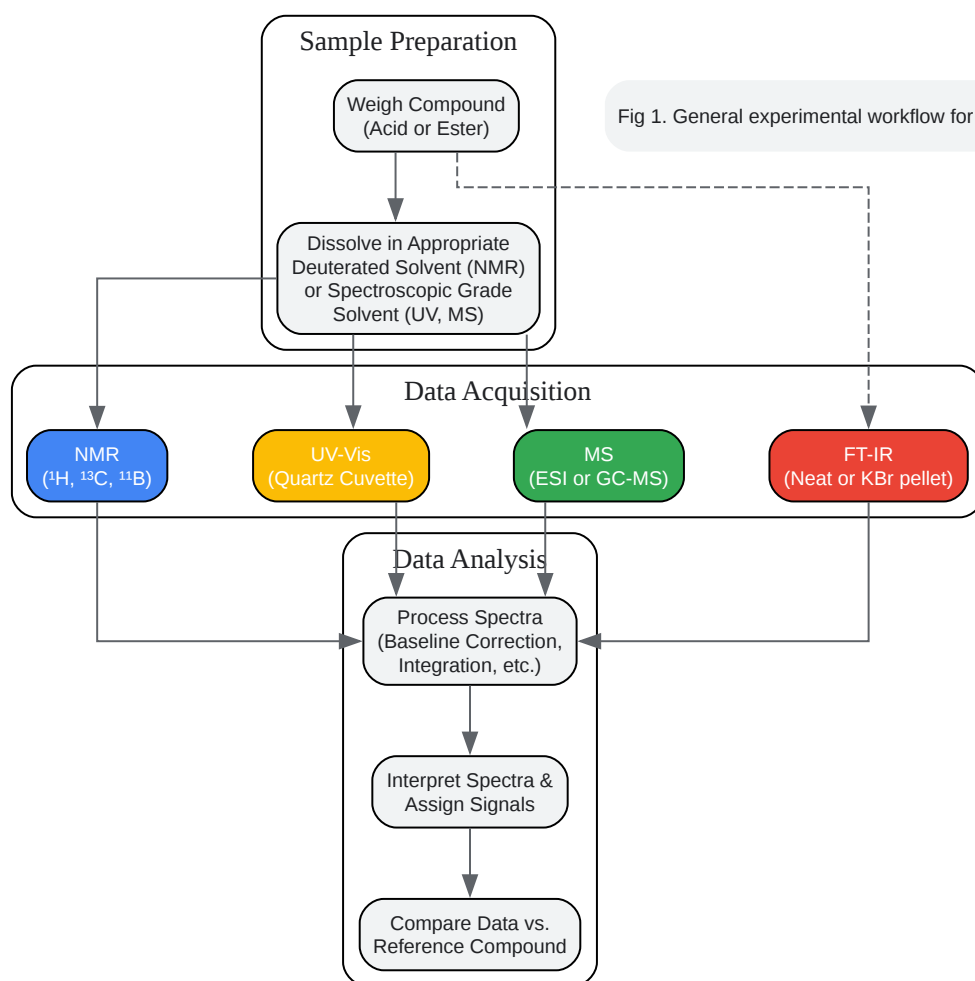 Sample Preparation
Weigh Compound
(Acid or Ester)
Fig 1. General experimental workflow for
Dissolve in Appropriate
Deuterated Solvent (NMR)
or Spectroscopic Grade
Solvent (UV, MS)
Data Acquisition
NMR
(¹H, ¹³C, ¹¹B)
UV-Vis
(Quartz Cuvette)
MS
(ESI or GC-MS)
FT-IR
(Neat or KBr pellet)
Data Analysis
Process Spectra
(Baseline Correction,
Integration, etc.)
Interpret Spectra &
Assign Signals
Compare Data vs.
Reference Compound